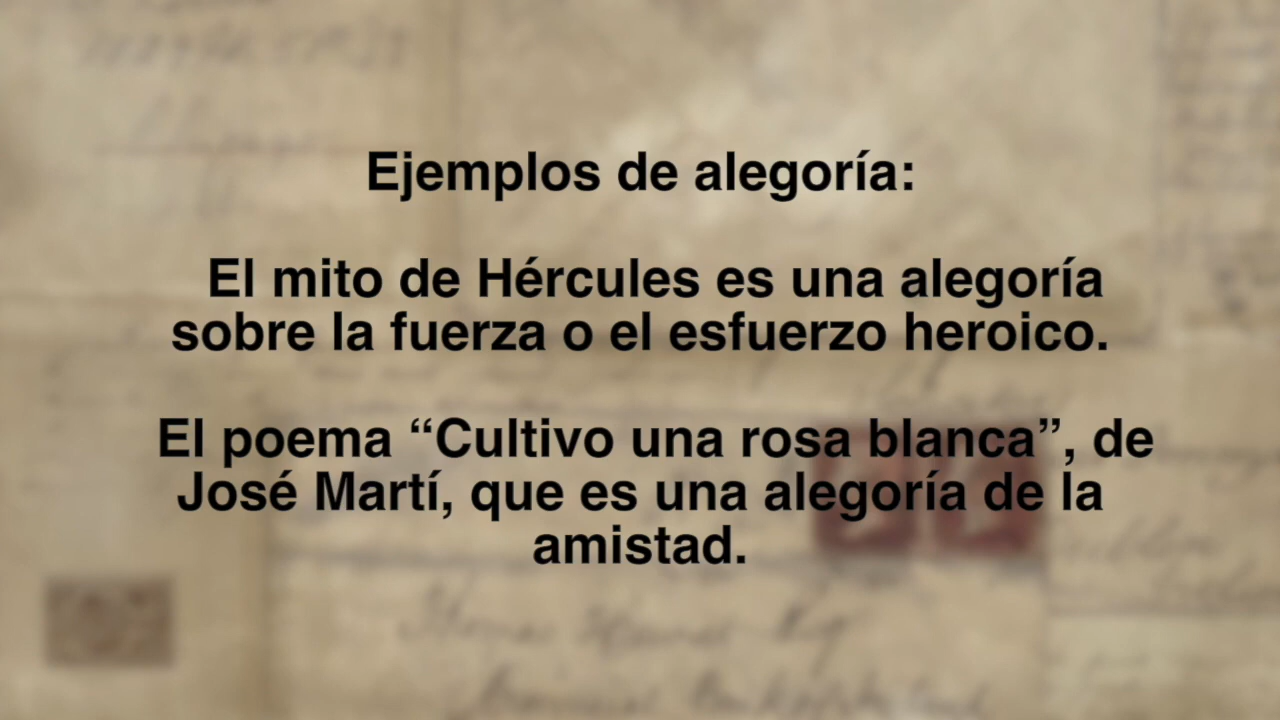 Ejemplos de alegoría:
El mito de Hércules es una alegoría
sobre la fuerza o el esfuerzo heroico.
El poema “Cultivo una rosa blanca”, de
José Martí, que es una alegoría de la
amistad.